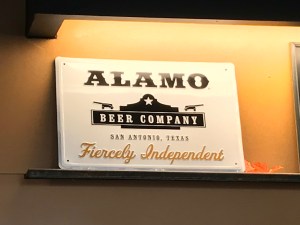 ALAMO
BEER COMPANY
SAN ANTONIO, TEXAS
Fiercely Independent